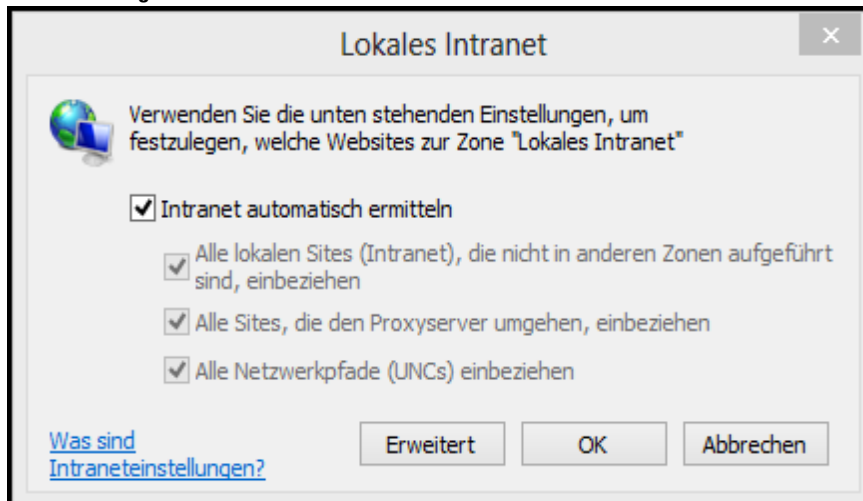 Lokales Intranet
Verwenden Sie die unten stehenden Einstellungen, um
festzulegen, welche Websites zur Zone "Lokales Intranet"
Intranet automatisch ermitteln
Alle lokalen Sites (Intranet), die nicht in anderen Zonen aufgeführt
sind, einbeziehen
Alle Sites, die den Proxyserver umgehen, einbeziehen
Alle Netzwerkpfade (UNCs) einbeziehen
Was sind
Intraneteinstellungen?
Erweitert
OK
Abbrechen